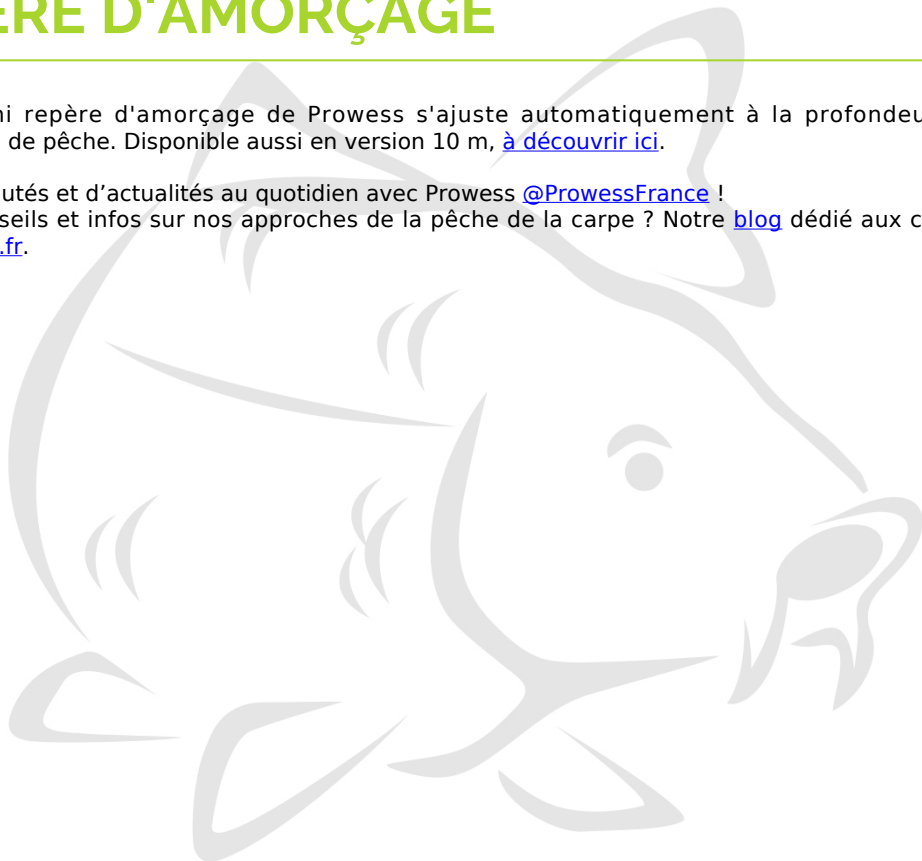 ÈRE D'AMORÇAGE
ni repère d'amorçage de Prowess s'ajuste automatiquement à la profondeu
de pêche. Disponible aussi en version 10 m, à découvrir ici.
utés et d’actualités au quotidien avec Prowess @ProwessFrance !
seils et infos sur nos approches de la pêche de la carpe ? Notre blog dédié aux c
.fr.